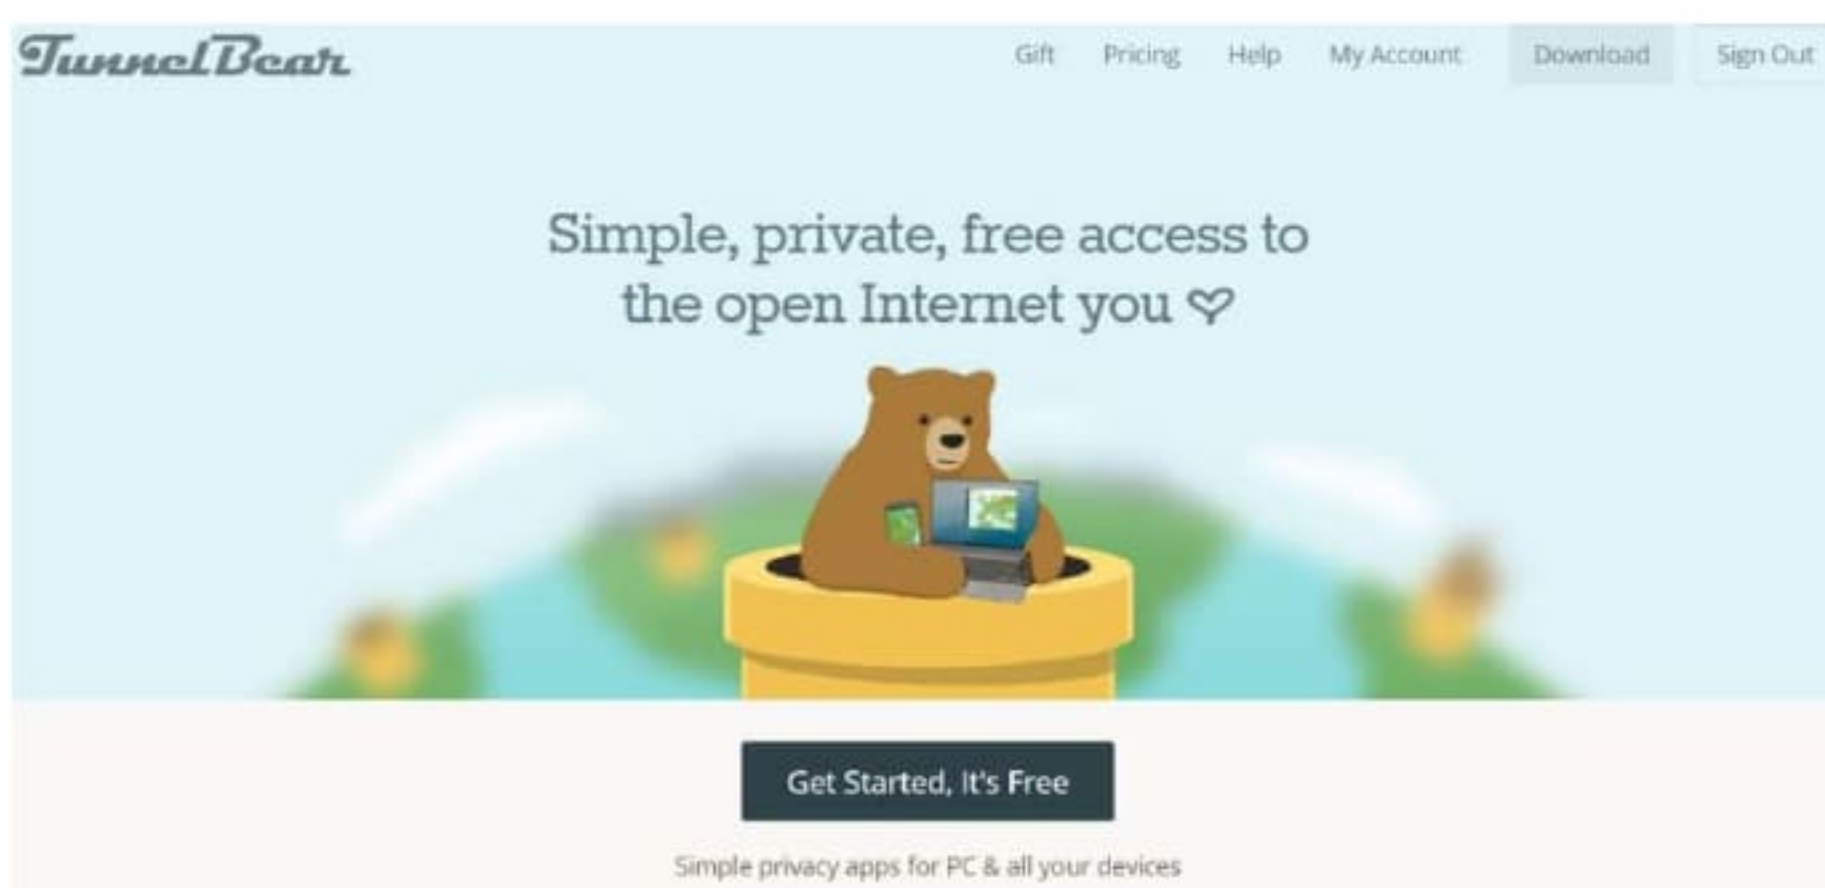 TunnelBear
Gift Pricing Help My Account Download Sign Out
Simple, private, free access to
the open Internet you ♡
Get Started, It's Free
Simple privacy apps for PC & all your devices